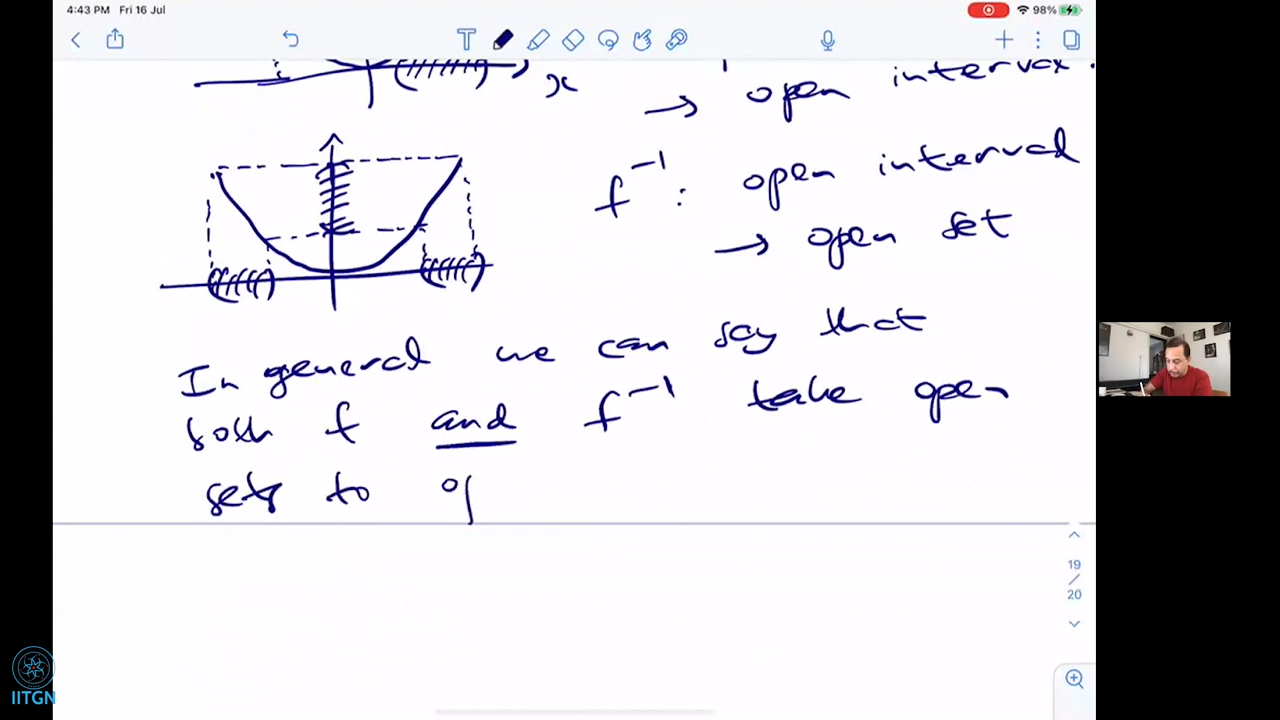 4:43 PM Fri 16 Jul
98%
x
→ open interval.
f⁻¹ : open interval
→ open set
In general we can say that
both f and f⁻¹ take open
sets to
19
/
20
IITGN